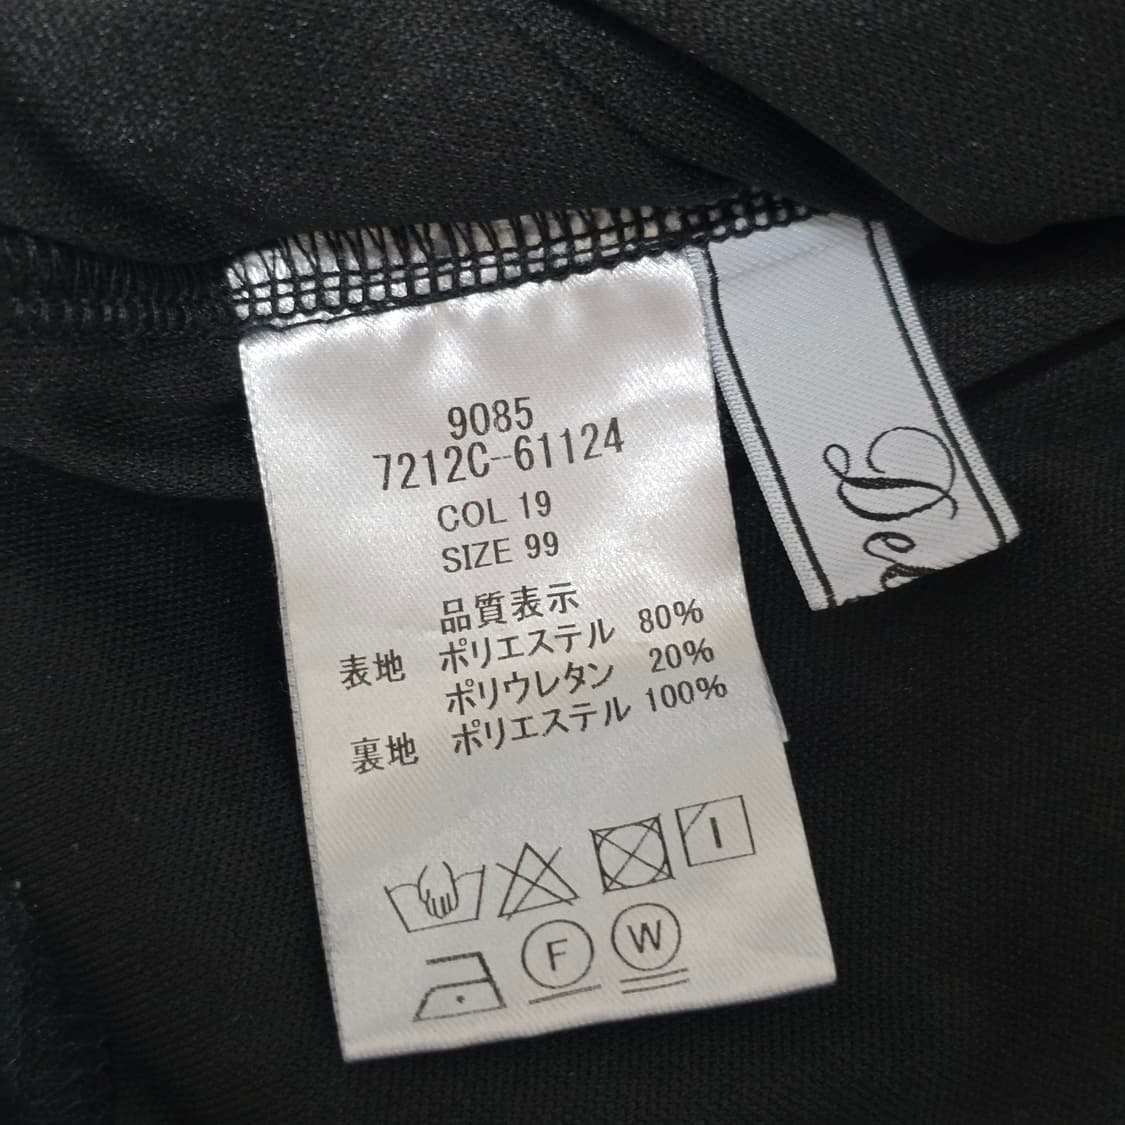 9085
7212C-61124
COL 19
SIZE 99
品質表示
表地 ポリエステル 80%
ポリウレタン 20%
裏地 ポリエステル 100%
F W